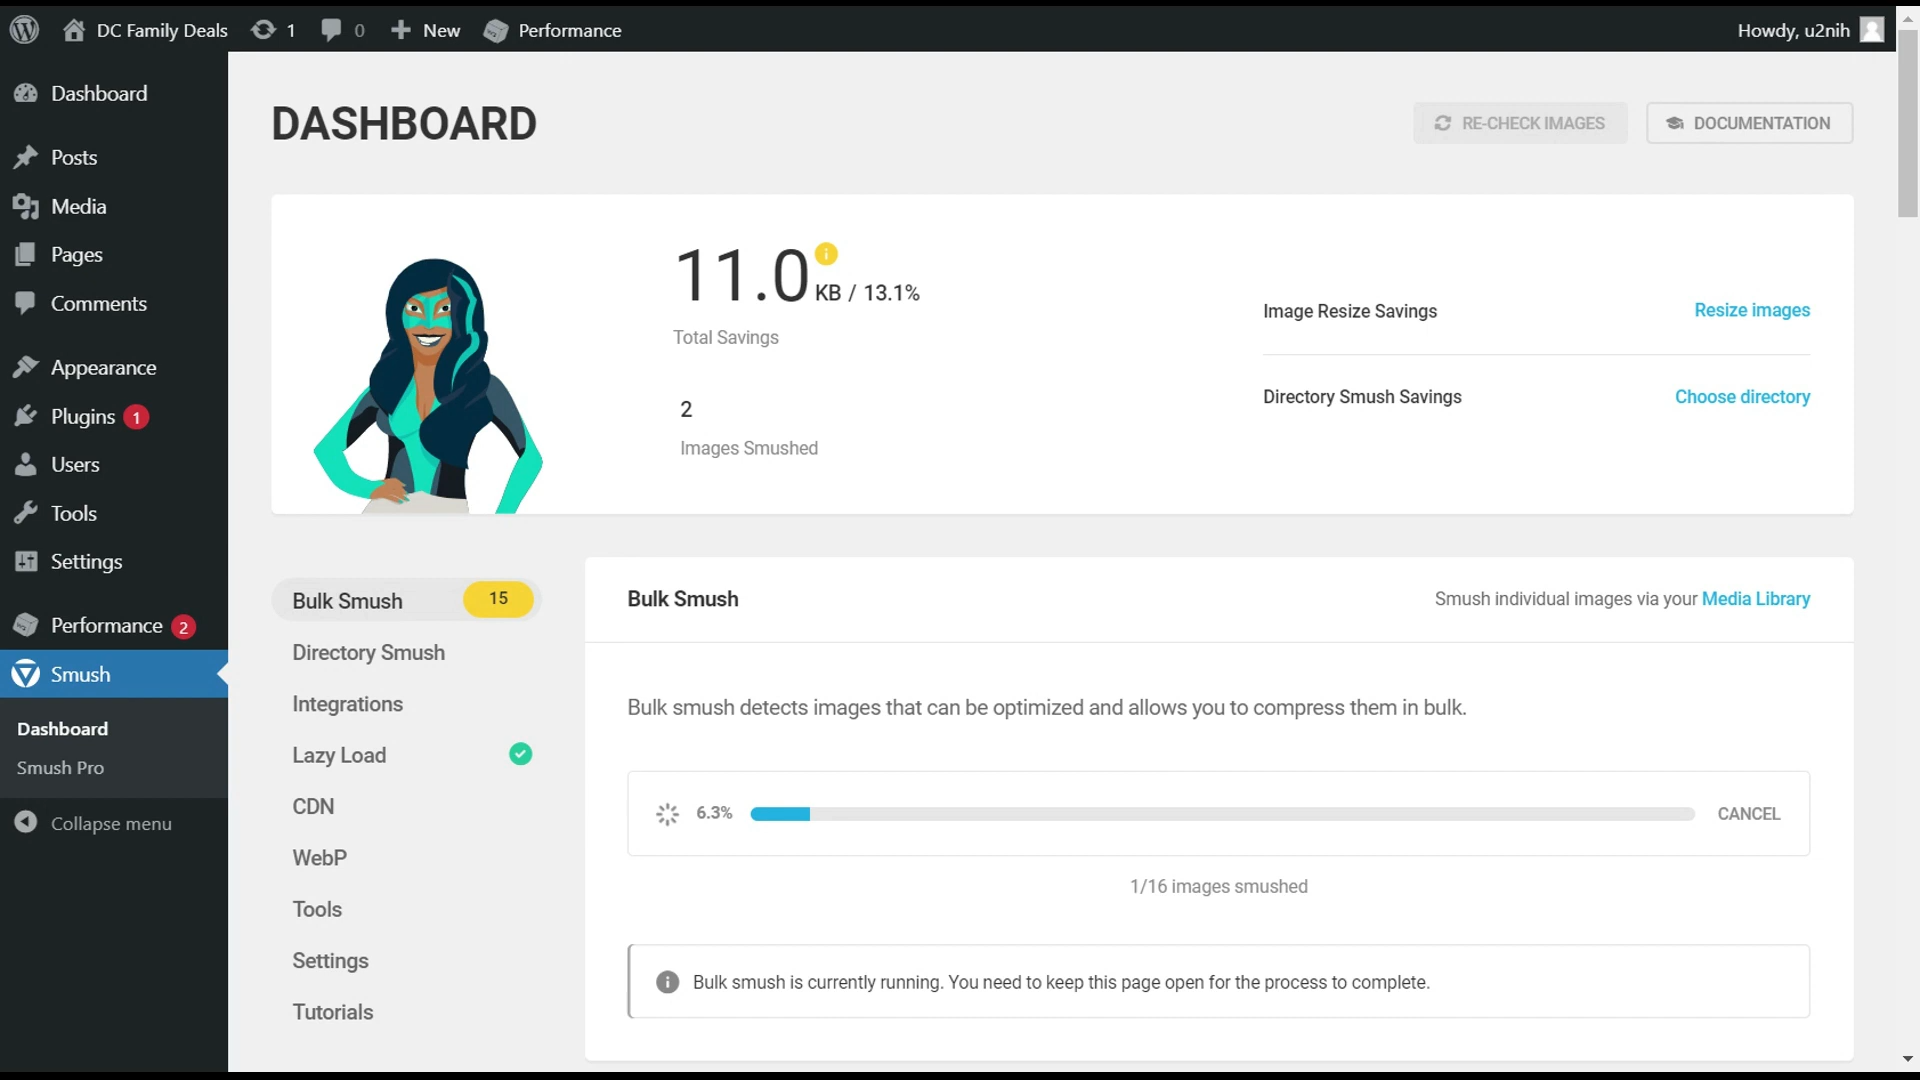 DC Family Deals 1 0 New Performance Howdy, u2nih
Dashboard
Posts
Media
Pages
Comments
Appearance
Plugins 1
Users
Tools
Settings
Performance 2
Smush
Dashboard
Smush Pro
Collapse menu
DASHBOARD
RE-CHECK IMAGES DOCUMENTATION
11.0 KB / 13.1%
Total Savings
2
Images Smushed
Image Resize Savings Resize images
Directory Smush Savings Choose directory
Bulk Smush 15
Directory Smush
Integrations
Lazy Load
CDN
WebP
Tools
Settings
Tutorials
Bulk Smush Smush individual images via your Media Library
Bulk smush detects images that can be optimized and allows you to compress them in bulk.
6.3% CANCEL
1/16 images smushed
Bulk smush is currently running. You need to keep this page open for the process to complete.